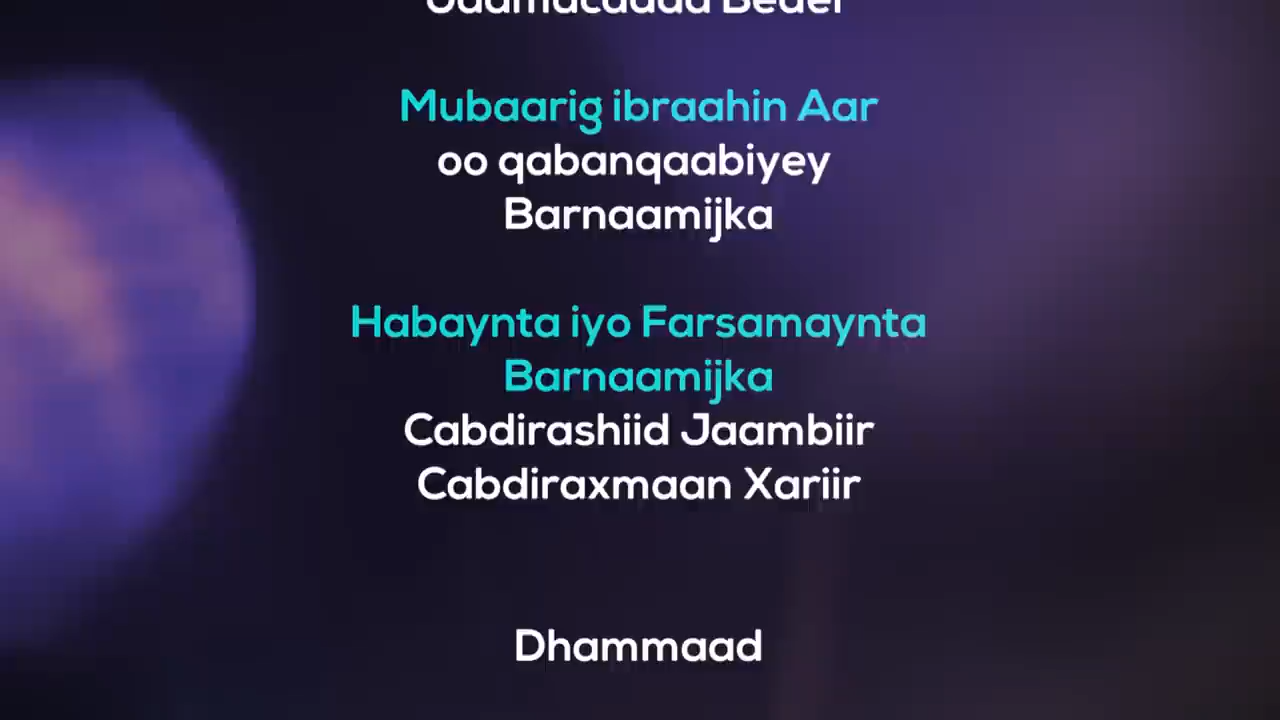 Mubaarig ibraahin Aar
oo qabanqaabiyey
Barnaamijka
Habaynta iyo Farsamaynta
Barnaamijka
Cabdirashiid Jaambiir
Cabdiraxmaan Xariir
Dhammaad